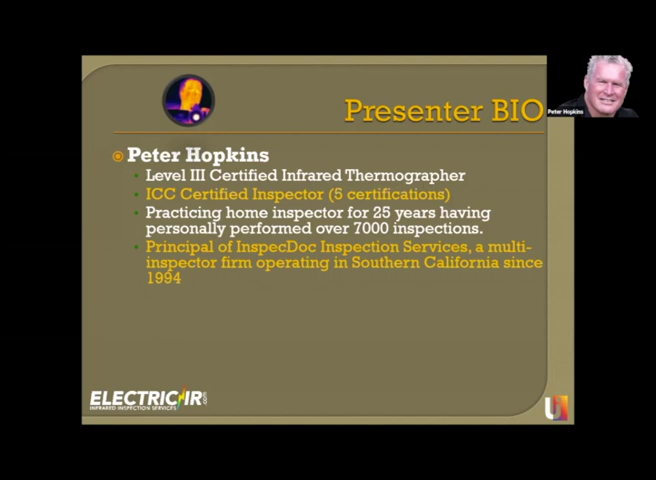 Presenter BIO
Peter Hopkins
Peter Hopkins
Level III Certified Infrared Thermographer
ICC Certified Inspector (5 certifications)
Practicing home inspector for 25 years having
personally performed over 7000 inspections.
Principal of InspecDoc Inspection Services, a multi-
inspector firm operating in Southern California since
1994
ELECTRICIR.com
INFRARED INSPECTION SERVICES
U